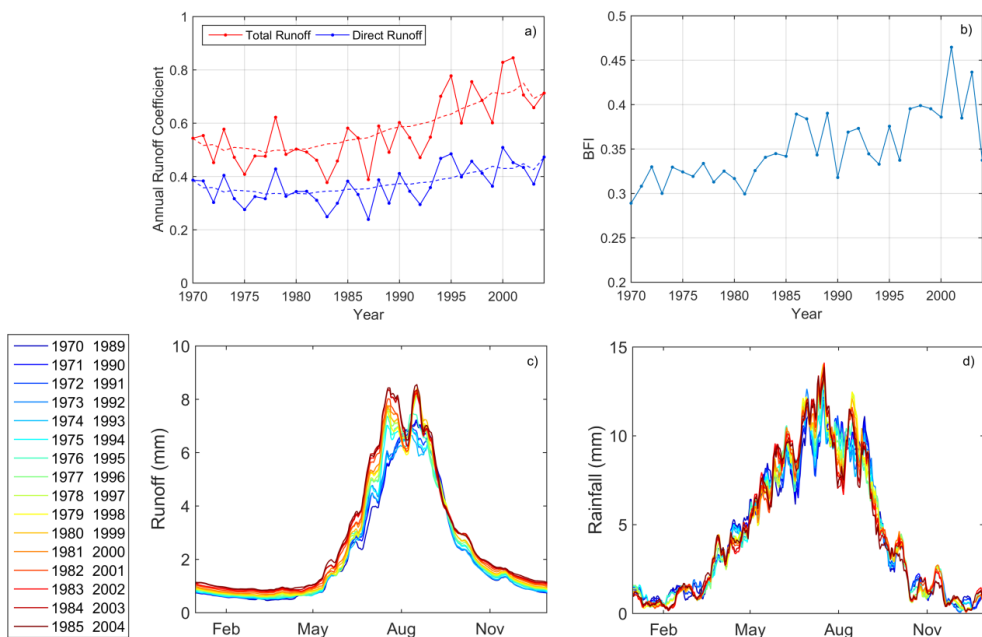 a)
Total Runoff Direct Runoff
Annual Runoff Coefficient
1
0.8
0.6
0.4
0.2
0
1970 1975 1980 1985 1990 1995 2000
Year
b)
BFI
0.5
0.45
0.4
0.35
0.3
0.25
0.2
1970 1975 1980 1985 1990 1995 2000
Year
1970 1989
1971 1990
1972 1991
1973 1992
1974 1993
1975 1994
1976 1995
1977 1996
1978 1997
1979 1998
1980 1999
1981 2000
1982 2001
1983 2002
1984 2003
1985 2004
c)
Runoff (mm)
10
8
6
4
2
0
Feb May Aug Nov
d)
Rainfall (mm)
15
10
5
0
Feb May Aug Nov